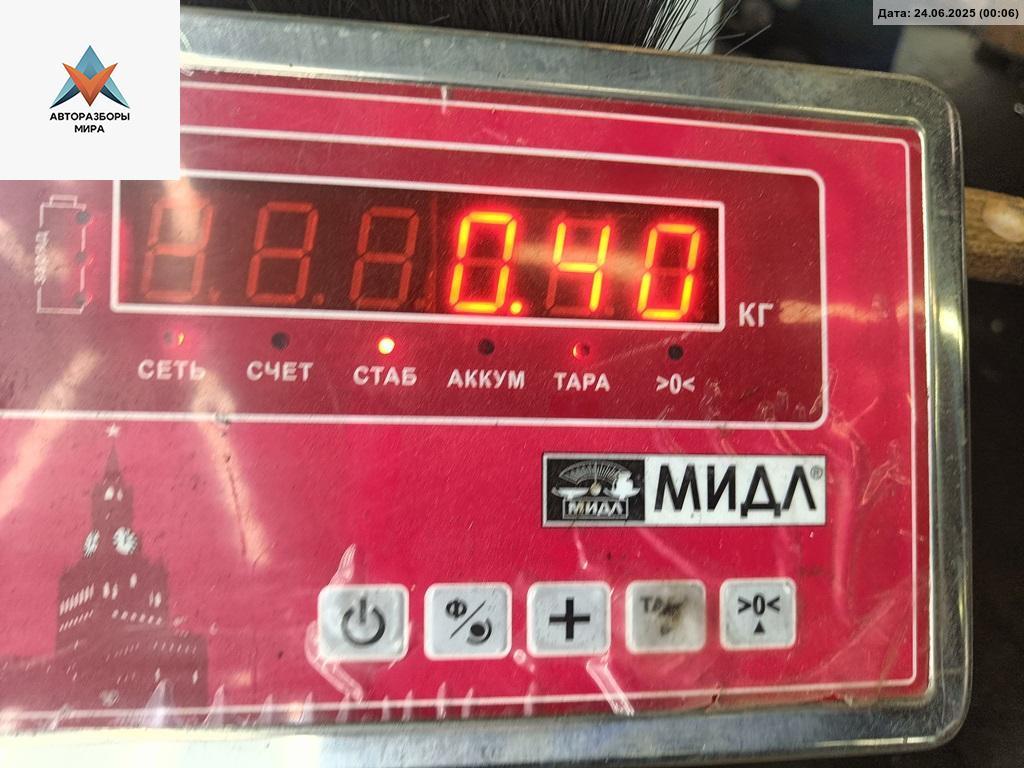 Дата: 24.06.2025 (00:06)
АВТОРАЗБОРЫ
МИРА
ЗАРЯД
0.40
КГ
СЕТЬ СЧЕТ СТАБ АККУМ ТАРА >0<
МИДЛ МИДЛ®
Ф/ + >0<